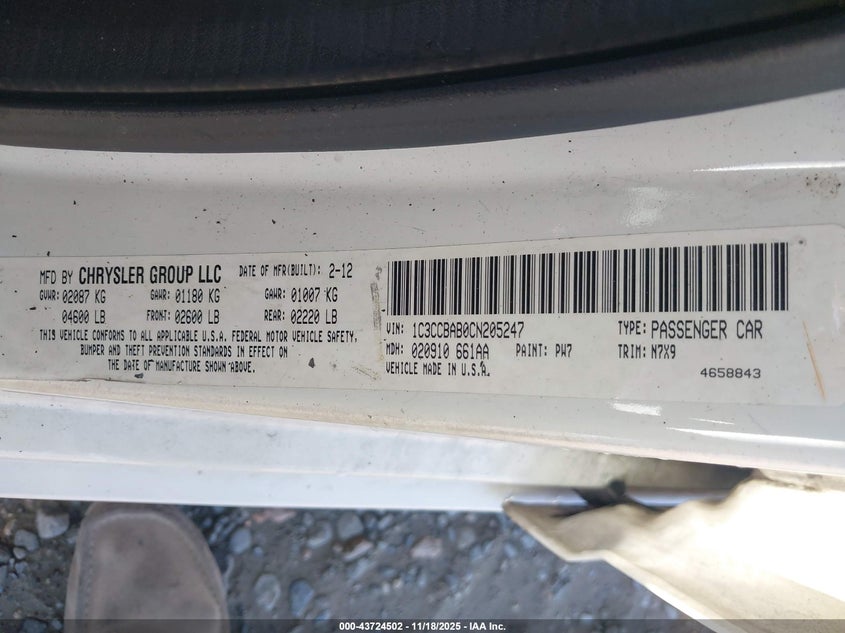 MFD BY CHRYSLER GROUP LLC DATE OF MFR(BUILT): 2-12
GVWR: 02087 KG GAWR: 01180 KG GAWR: 01007 KG
04600 LB FRONT: 02600 LB REAR: 02220 LB
THIS VEHICLE CONFORMS TO ALL APPLICABLE U.S.A. FEDERAL MOTOR VEHICLE SAFETY,
BUMPER AND THEFT PREVENTION STANDARDS IN EFFECT ON
THE DATE OF MANUFACTURE SHOWN ABOVE.
VIN: 1C3CCBAB0CN205247 TYPE: PASSENGER CAR
MDH: 020910 661AA PAINT: PW7 TRIM: N7X9
VEHICLE MADE IN U.S.A. 4658843
000-43724502 — 11/18/2025 — IAA Inc.